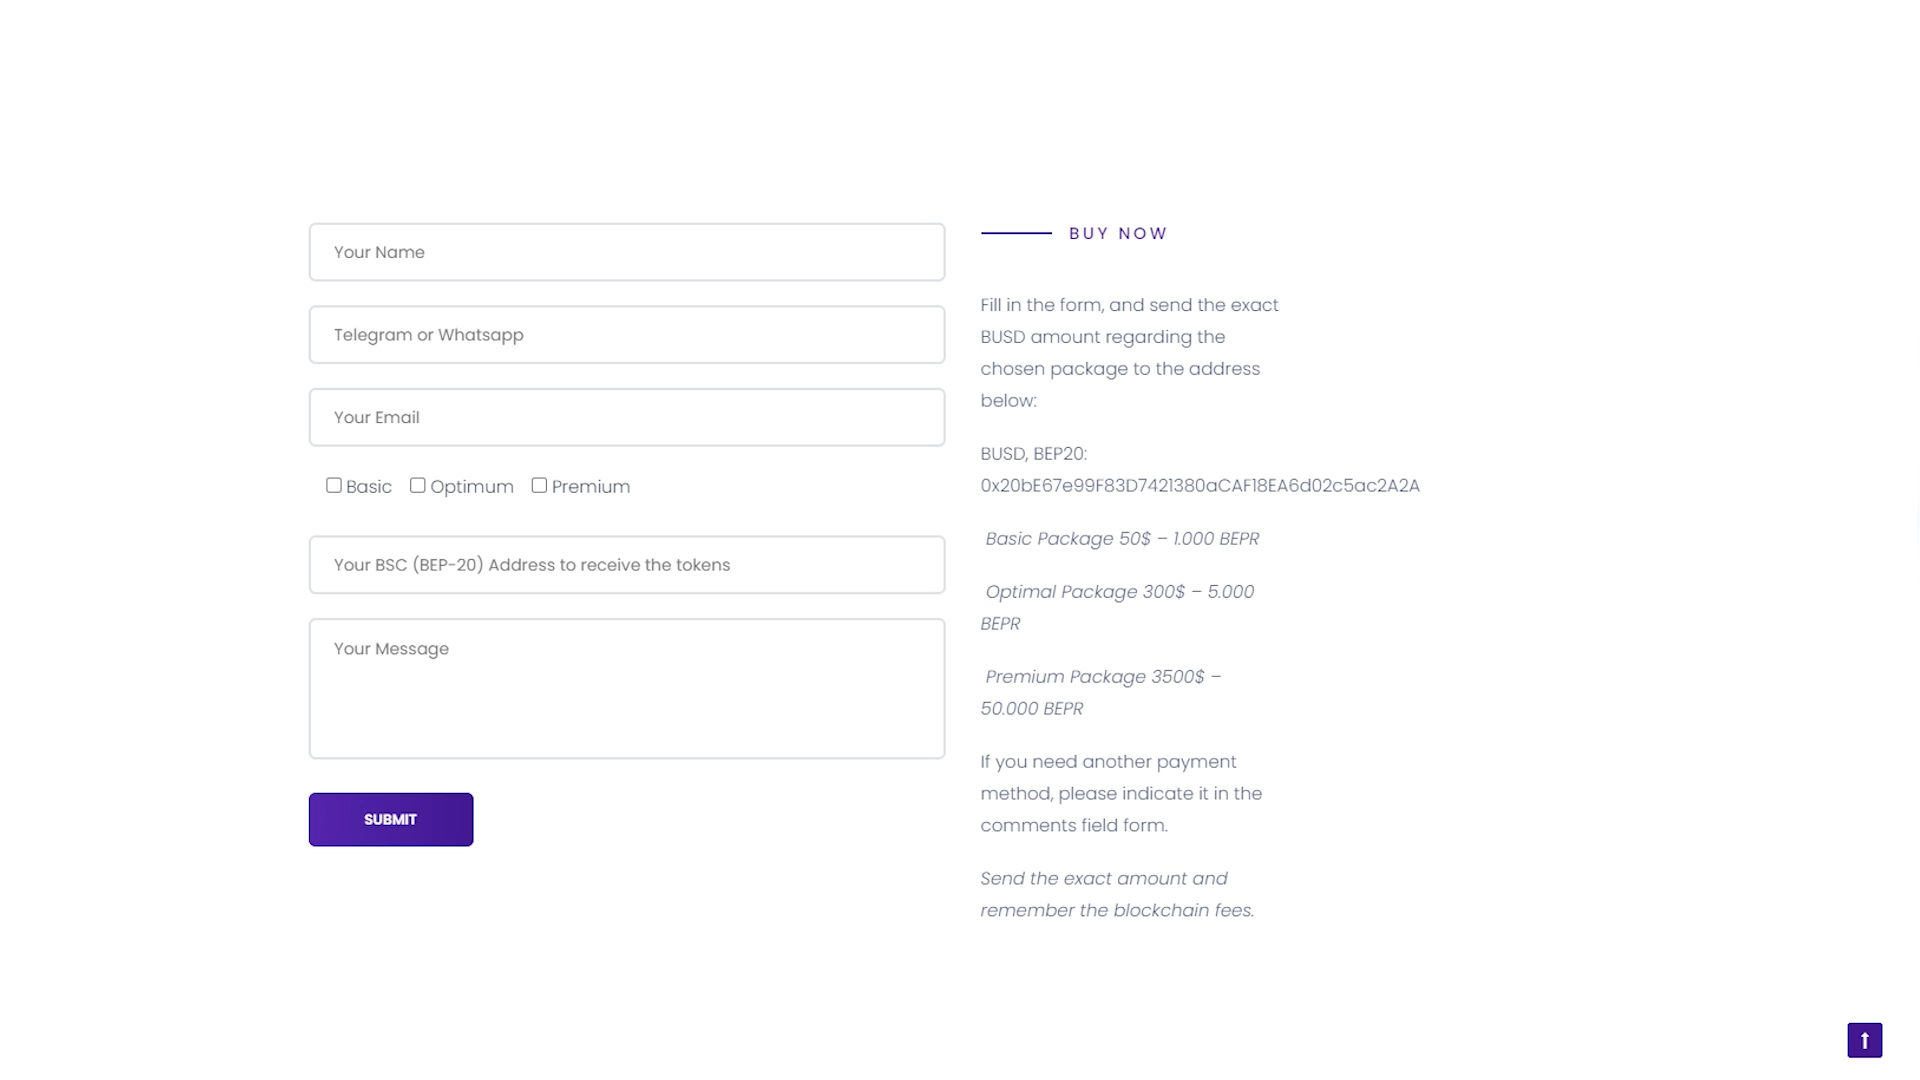 Your Name
Telegram or Whatsapp
Your Email
Basic Optimum Premium
Your BSC (BEP-20) Address to receive the tokens
Your Message
SUBMIT
BUY NOW
Fill in the form, and send the exact
BUSD amount regarding the
chosen package to the address
below:
BUSD, BEP20:
0x20bE67e99F83D7421380aCAF18EA6d02c5ac2A2A
Basic Package 50$ – 1.000 BEPR
Optimal Package 300$ – 5.000
BEPR
Premium Package 3500$ –
50.000 BEPR
If you need another payment
method, please indicate it in the
comments field form.
Send the exact amount and
remember the blockchain fees.